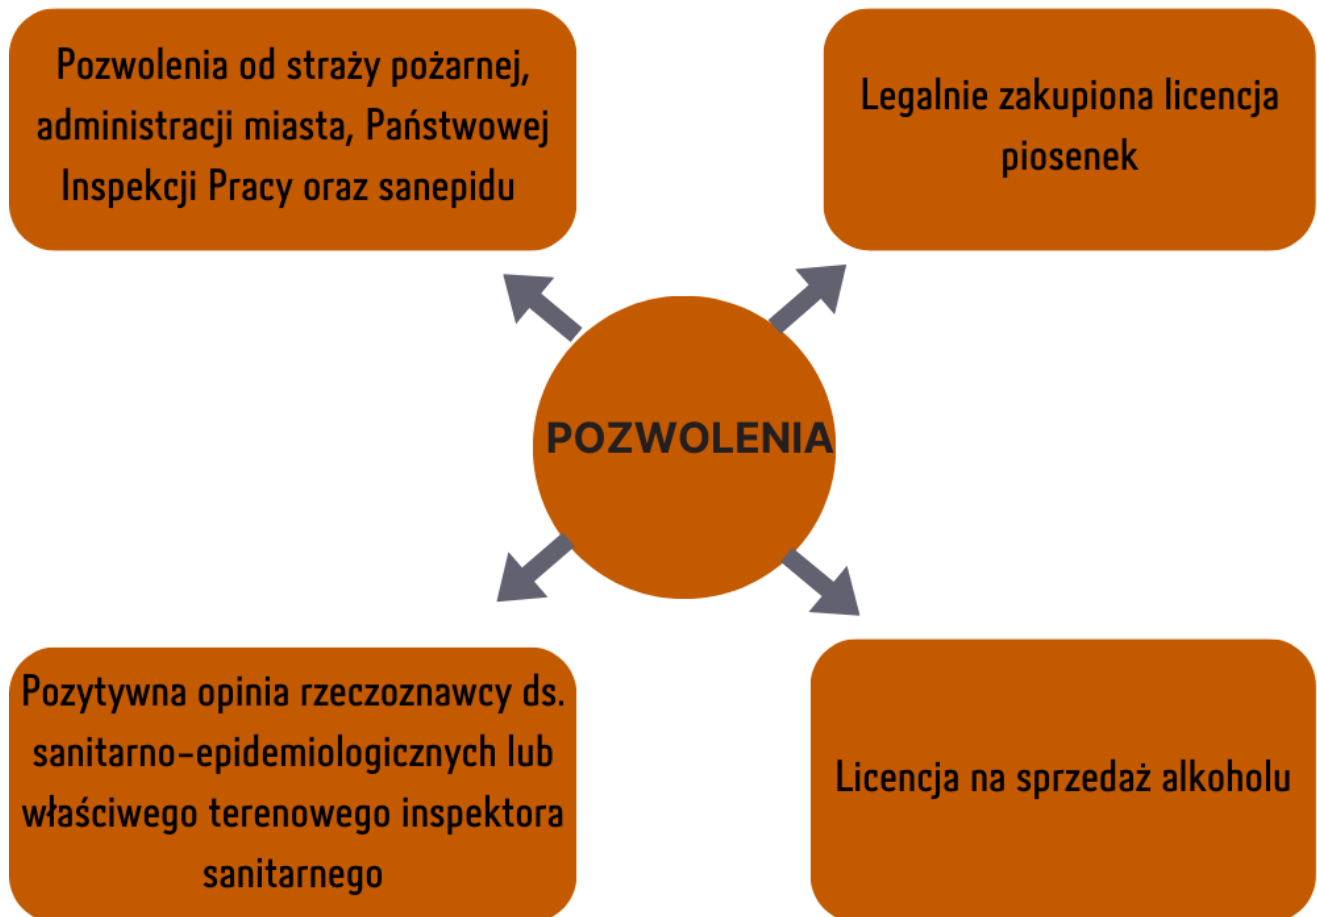 Pozwolenia od straży pożarnej,
administracji miasta, Państwowej
Inspekcji Pracy oraz sanepidu
Legalnie zakupiona licencja
piosenek
POZWOLENIA
Pozytywna opinia rzeczoznawcy ds.
sanitarno-epidemiologicznych lub
właściwego terenowego inspektora
sanitarnego
Licencja na sprzedaż alkoholu